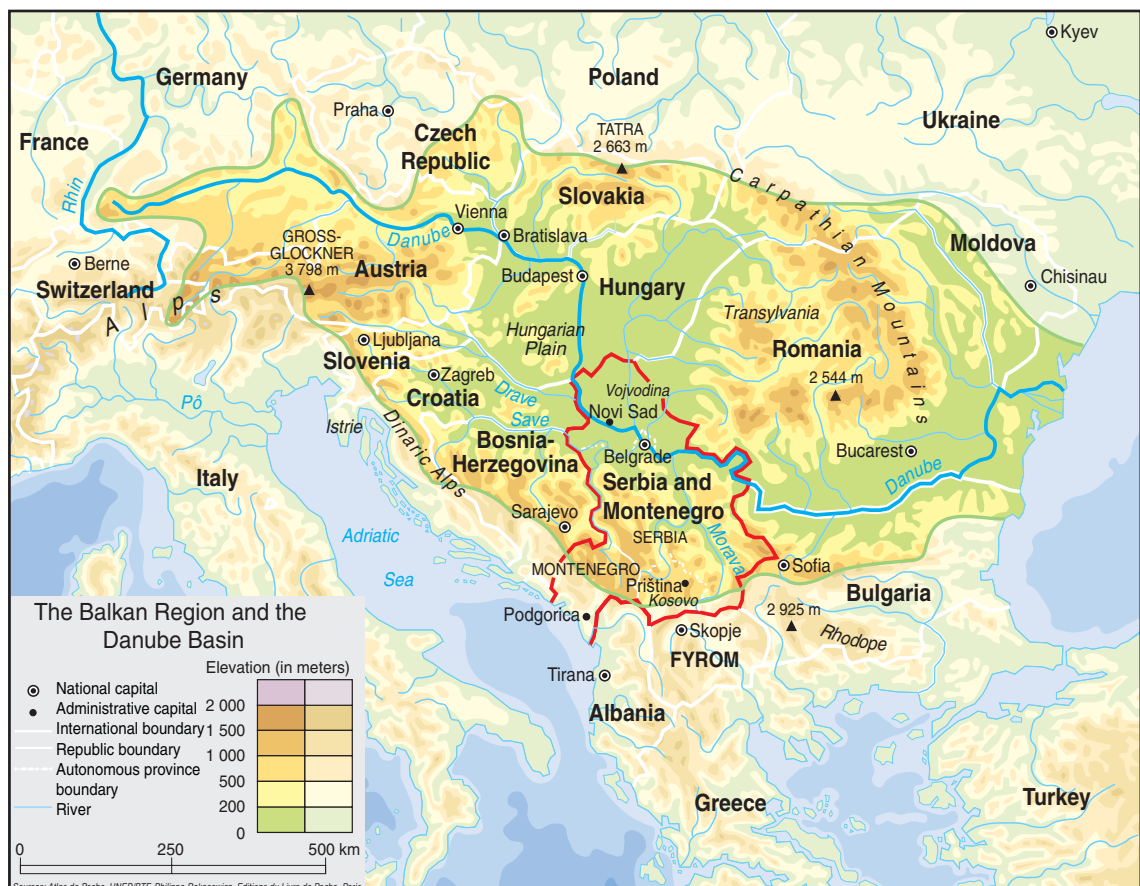 Kyev
Germany
Poland
Praha
Ukraine
France
Czech
Republic
TATRA
2 663 m
Carpathian Mountains
Slovakia
Rhin
Vienna
Danube
Bratislava
GROSS-
GLOCKNER
3 798 m
Moldova
Berne
Austria
Budapest
Chisinau
Switzerland
Hungary
Alps
Transylvania
Hungarian
Plain
Ljubljana
Slovenia
Romania
Zagreb
2 544 m
Vojvodina
Croatia
Drave
Pô
Save
Novi Sad
Istrie
Dinaric Alps
Bosnia-
Herzegovina
Belgrade
Bucarest
Danube
Italy
Serbia and
Montenegro
Sarajevo
SERBIA
Adriatic
Sea
Morava
MONTENEGRO
Sofia
Priština
Kosovo
Bulgaria
Podgorica
2 925 m
Skopje
Rhodope
FYROM
Tirana
Albania
Greece
Turkey
The Balkan Region and the
Danube Basin
Elevation (in meters)
National capital
Administrative capital
International boundary
Republic boundary
Autonomous province
boundary
River
2 000
1 500
1 000
500
200
0
0 250 500 km